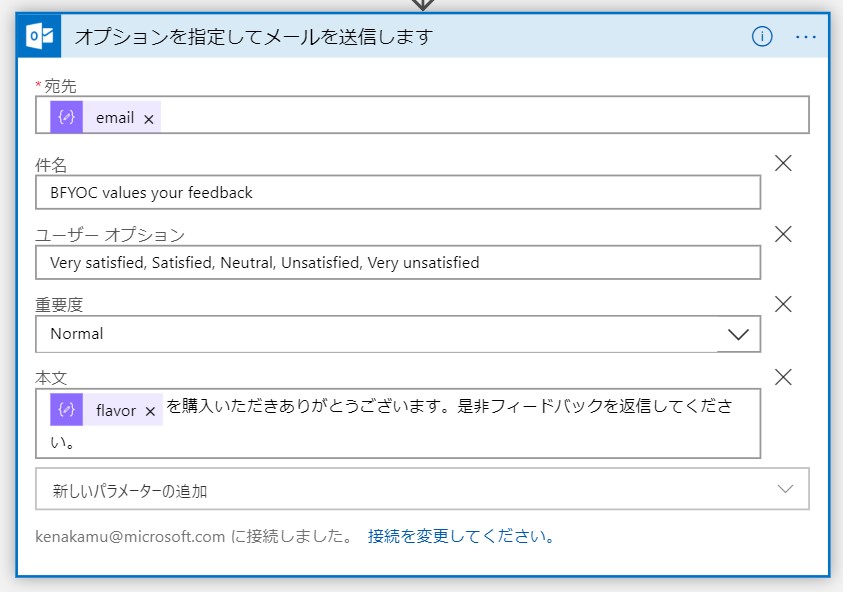 オプションを指定してメールを送信します
*宛先
email ×
件名
BFYOC values your feedback
ユーザー オプション
Very satisfied, Satisfied, Neutral, Unsatisfied, Very unsatisfied
重要度
Normal
本文
flavor × を購入いただきありがとうございます。是非フィードバックを返信してくださ
い。
新しいパラメーターの追加
kenakamu@microsoft.com に接続しました。 接続を変更してください。